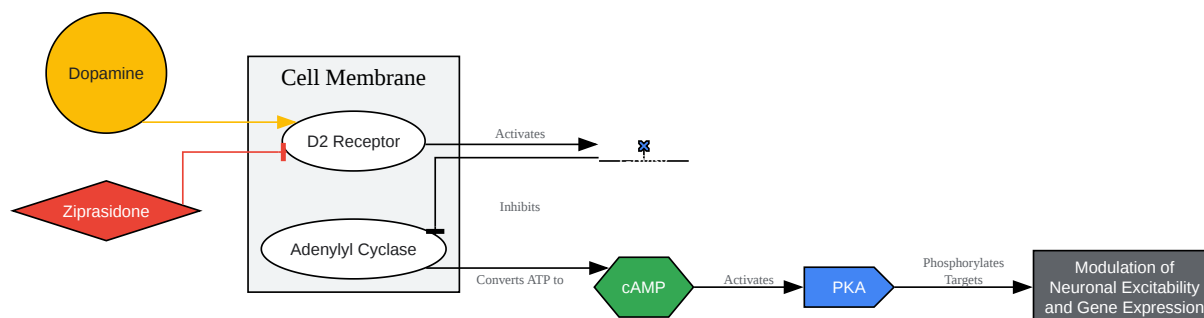 Dopamine
Cell Membrane
D2 Receptor
Activates
Ziprasidone
Inhibits
Adenylyl Cyclase
Converts ATP to
cAMP
Activates
PKA
Phosphorylates
Targets
Modulation of
Neuronal Excitability
and Gene Expression